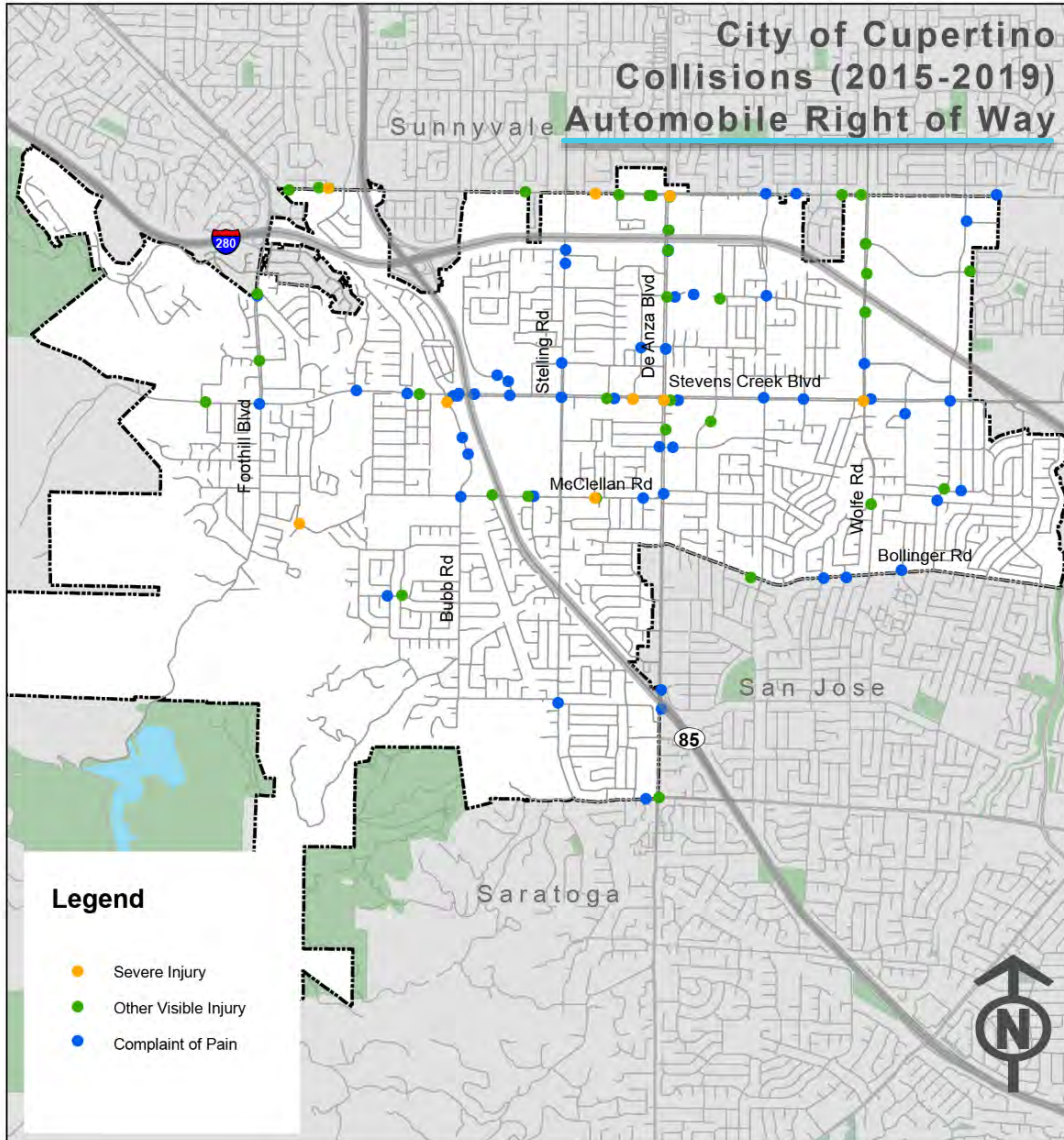 City of Cupertino
Collisions (2015-2019)
Automobile Right of Way
Sunnyvale
280
De Anza Blvd
Stelling Rd
Stevens Creek Blvd
Foothill Blvd
McClellan Rd
Wolfe Rd
Bubb Rd
Bollinger Rd
San Jose
85
Saratoga
Legend
Severe Injury
Other Visible Injury
Complaint of Pain
N